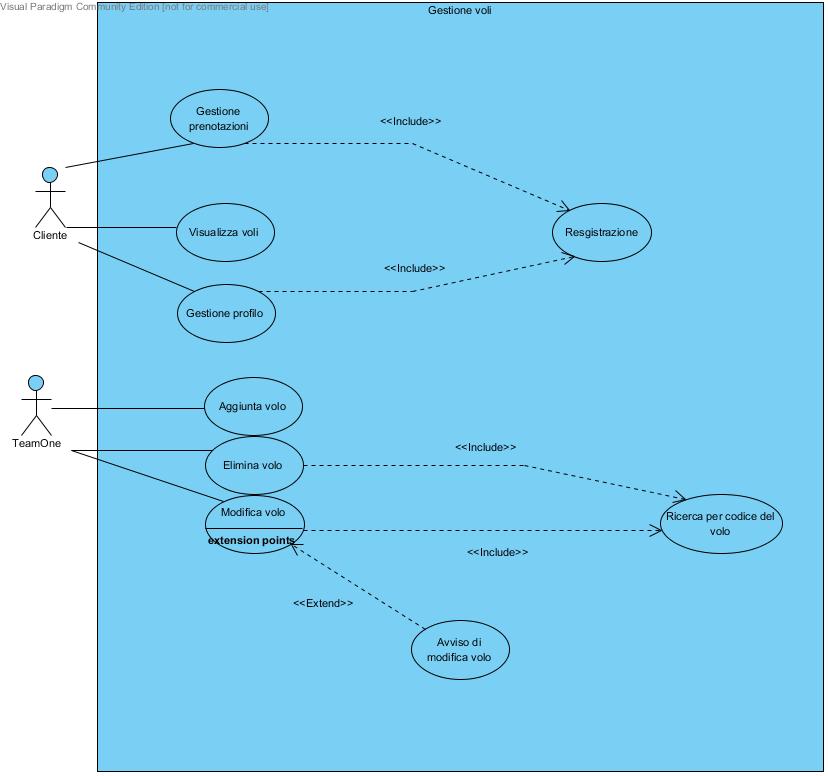 Visual Paradigm Community Edition [not for commercial use]
Gestione voli
Gestione
prenotazioni
<<Include>>
Cliente
Visualizza voli
Resgistrazione
<<Include>>
Gestione profilo
TeamOne
Aggiunta volo
Elimina volo
<<Include>>
Modifica volo
extension points
Ricerca per codice del
volo
<<Include>>
<<Extend>>
Avviso di
modifica volo